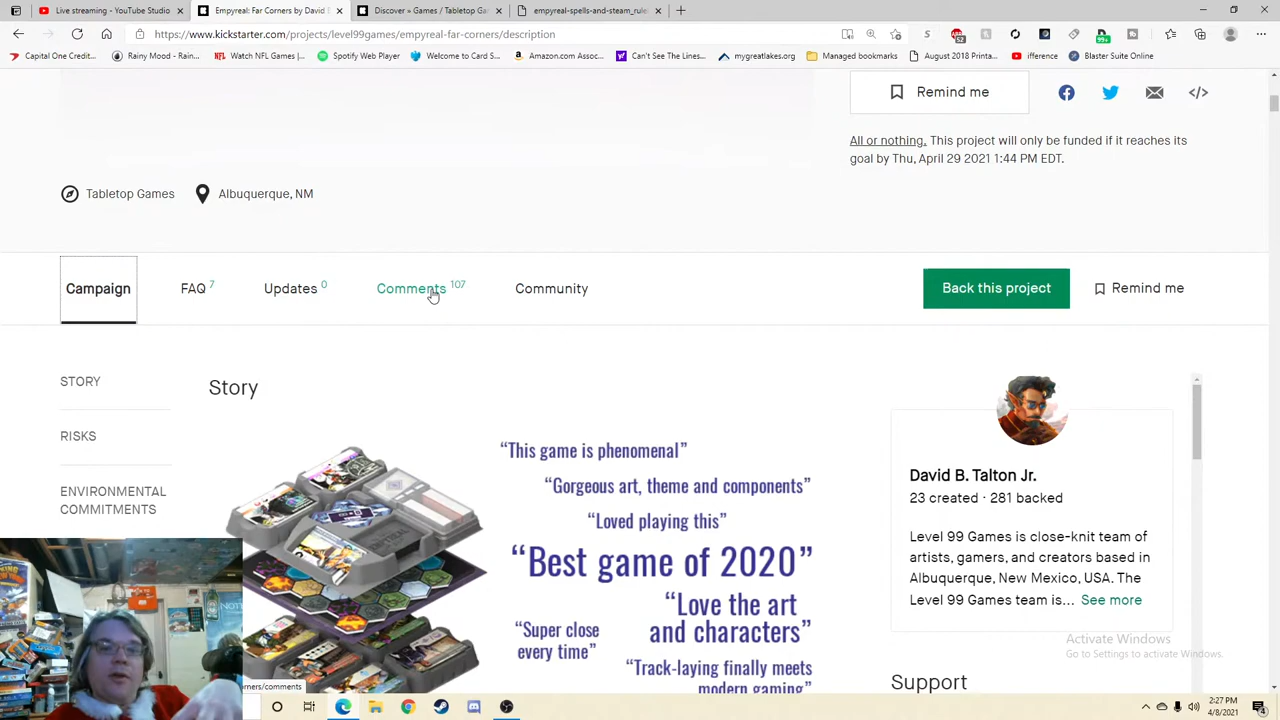 Live streaming - YouTube Studio
Empyreal: Far Corners by David B
Discover » Games / Tabletop Gam
empyreal-spells-and-steam_rule
https://www.kickstarter.com/projects/level99games/empyreal-far-corners/description
Capital One Credit...
Rainy Mood - Rain...
Watch NFL Games |...
Spotify Web Player...
Welcome to Cad...
Amazon.com Assoc...
Can't See The Lines...
mygreatlakes.org
Managed bookmarks
August 2018 Printa...
ifference
Blaster Suite Online
Remind me
All or nothing. This project will only be funded if it reaches its
goal by Thu, April 29 2021 1:44 PM EDT.
Tabletop Games
Albuquerque, NM
Campaign
FAQ 7
Updates 0
Comments 107
Community
Back this project
Remind me
STORY
RISKS
ENVIRONMENTAL
COMMITMENTS
Story
“This game is phenomenal”
“Gorgeous art, theme and components”
“Loved playing this”
“Best game of 2020”
“Love the art
and characters”
“Super close
every time”
“Track-laying finally meets
modern gaming”
David B. Talton Jr.
23 created · 281 backed
Level 99 Games is close-knit team of
artists, gamers, and creators based in
Albuquerque, New Mexico, USA. The
Level 99 Games team is... See more
Support
Activate Windows
Go to Settings to activate Windows.
orners/comments
2:27 PM
4/8/2021